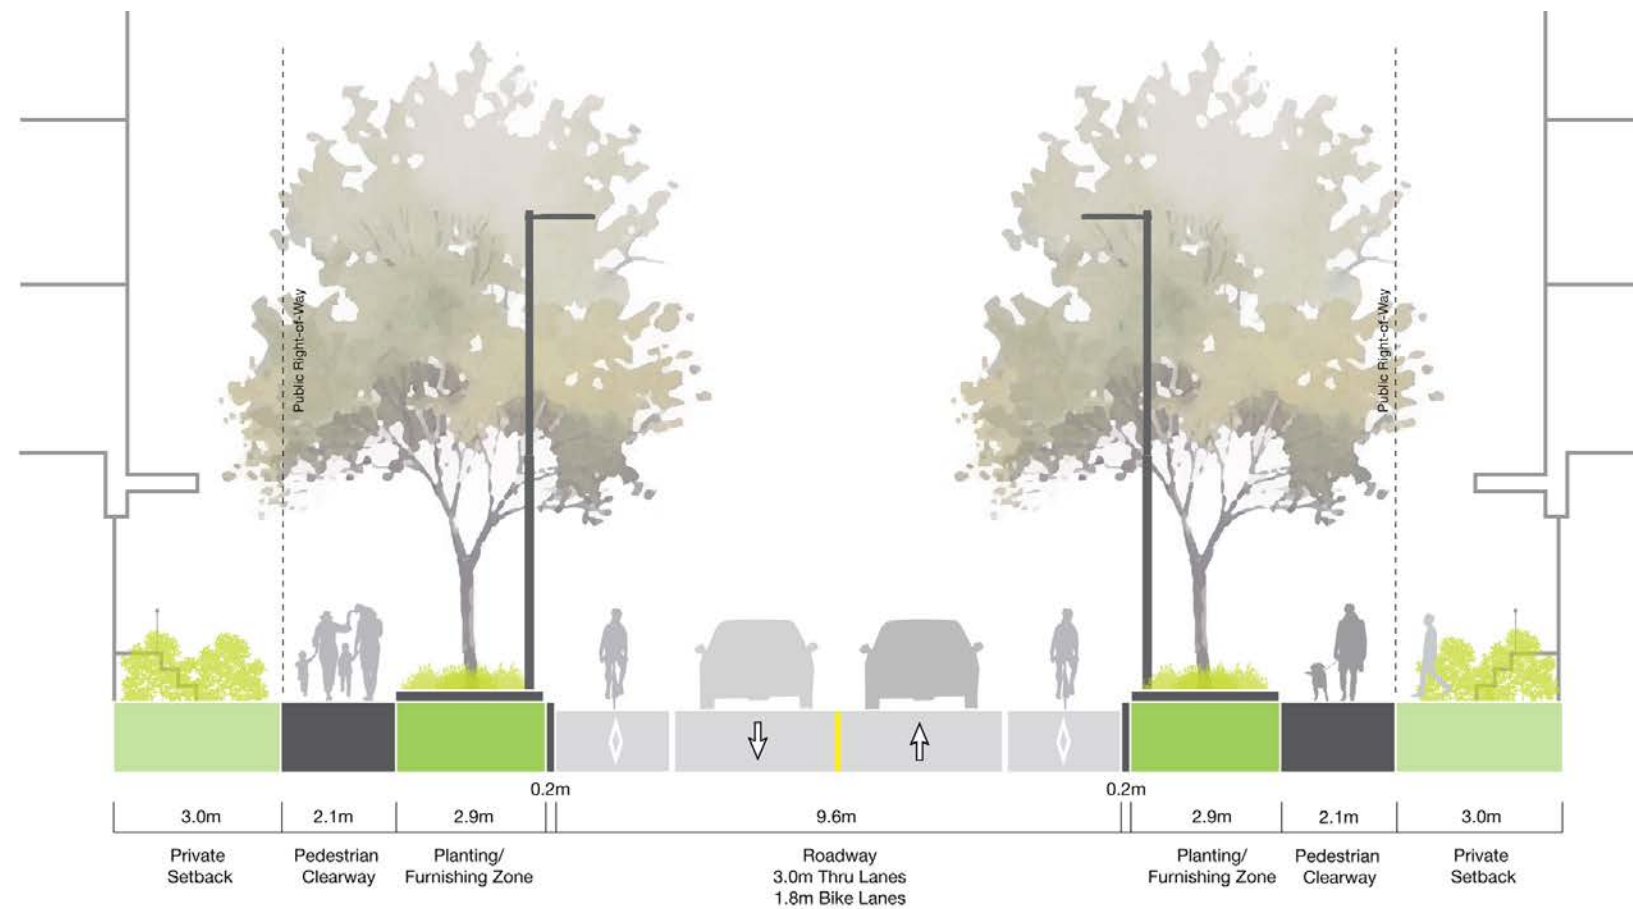 Public Right-of-Way
Public Right-of-Way
0.2m
0.2m
3.0m
2.1m
2.9m
9.6m
2.9m
2.1m
3.0m
Private
Setback
Pedestrian
Clearway
Planting/
Furnishing Zone
Roadway
3.0m Thru Lanes
1.8m Bike Lanes
Planting/
Furnishing Zone
Pedestrian
Clearway
Private
Setback